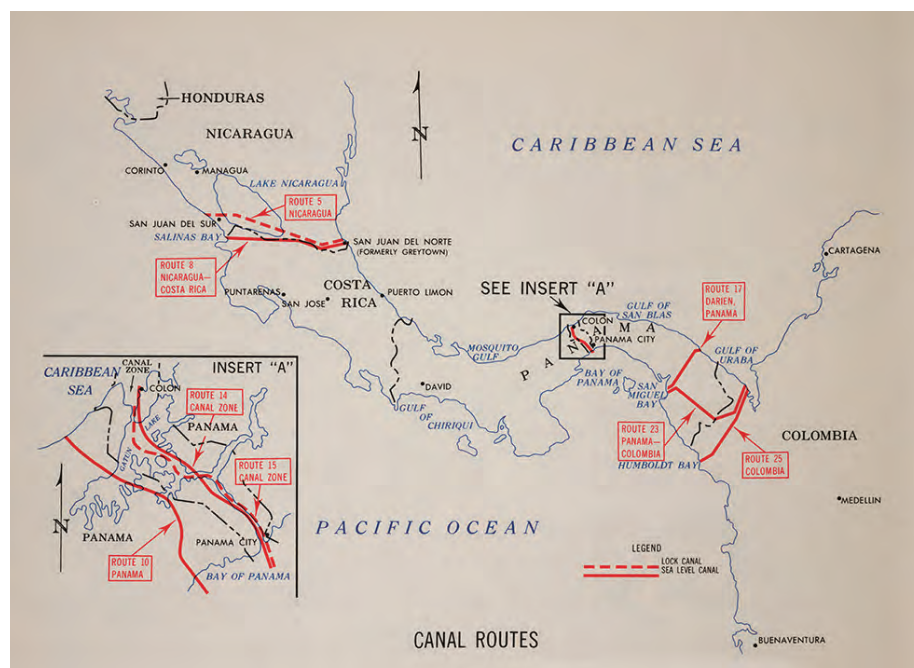 HONDURAS
NICARAGUA
N
CARIBBEAN SEA
CORINTO
MANAGUA
LAKE NICARAGUA
ROUTE 5
NICARAGUA
SAN JUAN DEL SUR
SALINAS BAY
SAN JUAN DEL NORTE
(FORMERLY GREYTOWN)
CARTAGENA
ROUTE 8
NICARAGUA—
COSTA RICA
COSTA
RICA
PUNTARENAS
SAN JOSE
PUERTO LIMON
SEE INSERT "A"
GULF OF
SAN BLAS
ROUTE 17
DARIEN,
PANAMA
COLON
PANAMA
PANAMA CITY
MOSQUITO
GULF
GULF OF
URABA
BAY OF
PANAMA
SAN
MIGUEL
BAY
DAVID
GULF
OF
CHIRIQUI
ROUTE 23
PANAMA—
COLOMBIA
COLOMBIA
HUMBOLDT BAY
ROUTE 25
COLOMBIA
MEDELLIN
INSERT "A"
CARIBBEAN
SEA
CANAL
ZONE
COLON
ROUTE 14
CANAL ZONE
PANAMA
GATUN
LAKE
ROUTE 15
CANAL ZONE
N
PANAMA
PANAMA CITY
ROUTE 10
PANAMA
BAY OF PANAMA
PACIFIC OCEAN
LEGEND
LOCK CANAL
SEA LEVEL CANAL
CANAL ROUTES
BUENAVENTURA